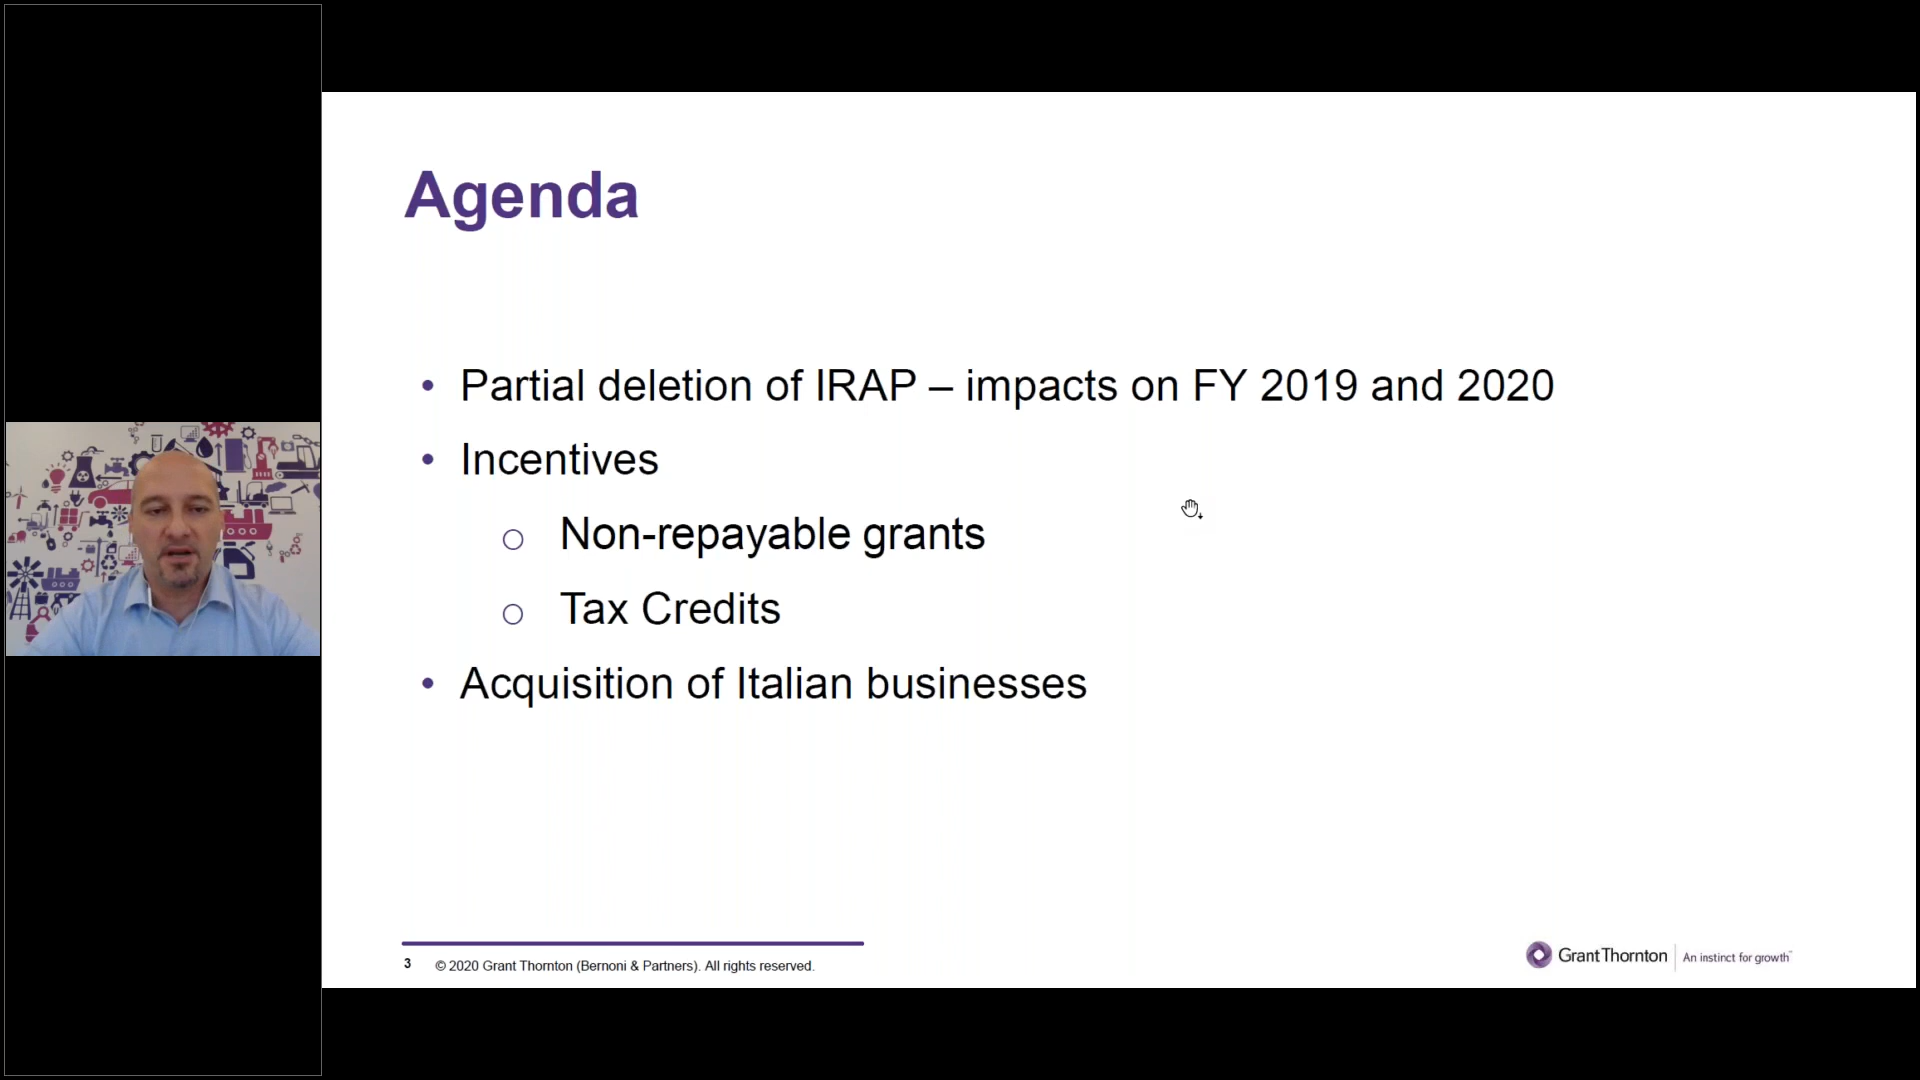 Agenda
• Partial deletion of IRAP – impacts on FY 2019 and 2020
• Incentives
○ Non-repayable grants
○ Tax Credits
• Acquisition of Italian businesses
3 © 2020 Grant Thornton (Bernoni & Partners). All rights reserved.
Grant Thornton | An instinct for growth™